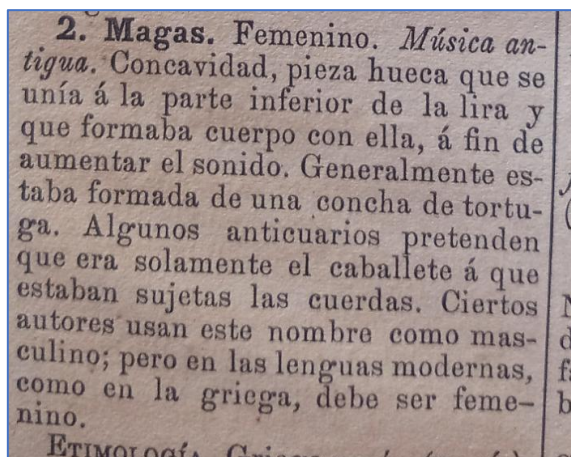 2. Magas. Femenino. Música an-
tigua. Concavidad, pieza hueca que se
unía á la parte inferior de la lira y
que formaba cuerpo con ella, á fin de
aumentar el sonido. Generalmente es-
taba formada de una concha de tortu-
ga. Algunos anticuarios pretenden
que era solamente el caballete á que
estaban sujetas las cuerdas. Ciertos
autores usan este nombre como mas-
culino; pero en las lenguas modernas,
como en la griega, debe ser feme-
nino.
ETIMOLOGÍA